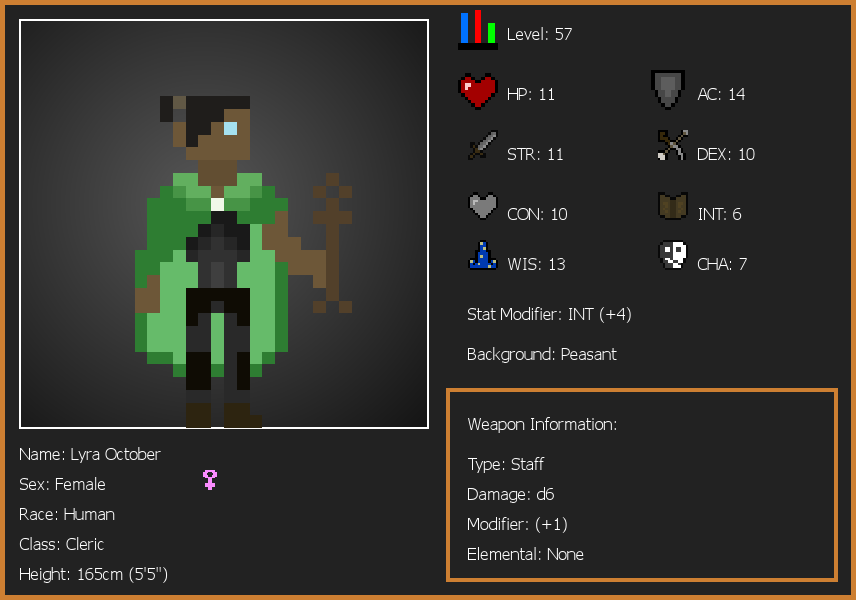 Level: 57
HP: 11
AC: 14
STR: 11
DEX: 10
CON: 10
INT: 6
WIS: 13
CHA: 7
Stat Modifier: INT (+4)
Background: Peasant
Weapon Information:
Type: Staff
Damage: d6
Modifier: (+1)
Elemental: None
Name: Lyra October
Sex: Female
Race: Human
Class: Cleric
Height: 165cm (5'5")